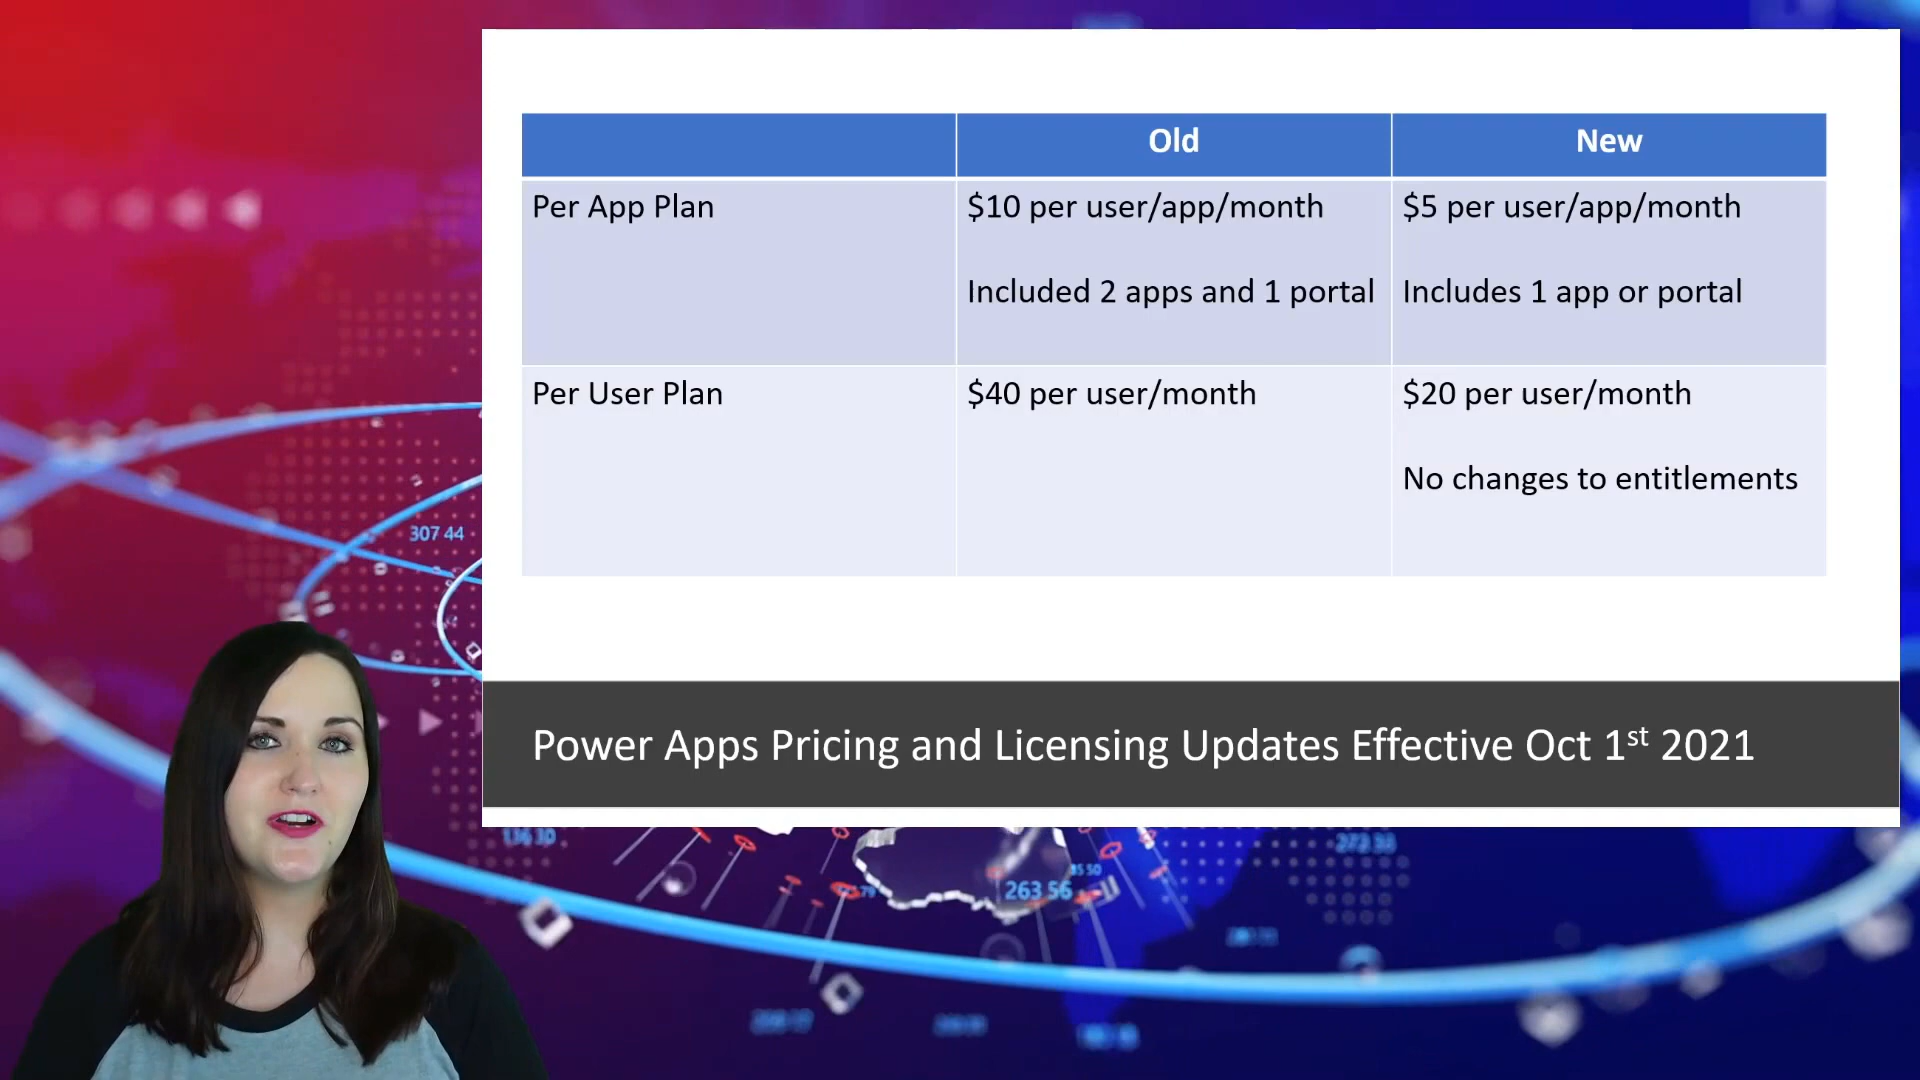 Old New
Per App Plan $10 per user/app/month $5 per user/app/month
Included 2 apps and 1 portal Includes 1 app or portal
Per User Plan $40 per user/month $20 per user/month
No changes to entitlements
307 44
Power Apps Pricing and Licensing Updates Effective Oct 1st 2021
263 56